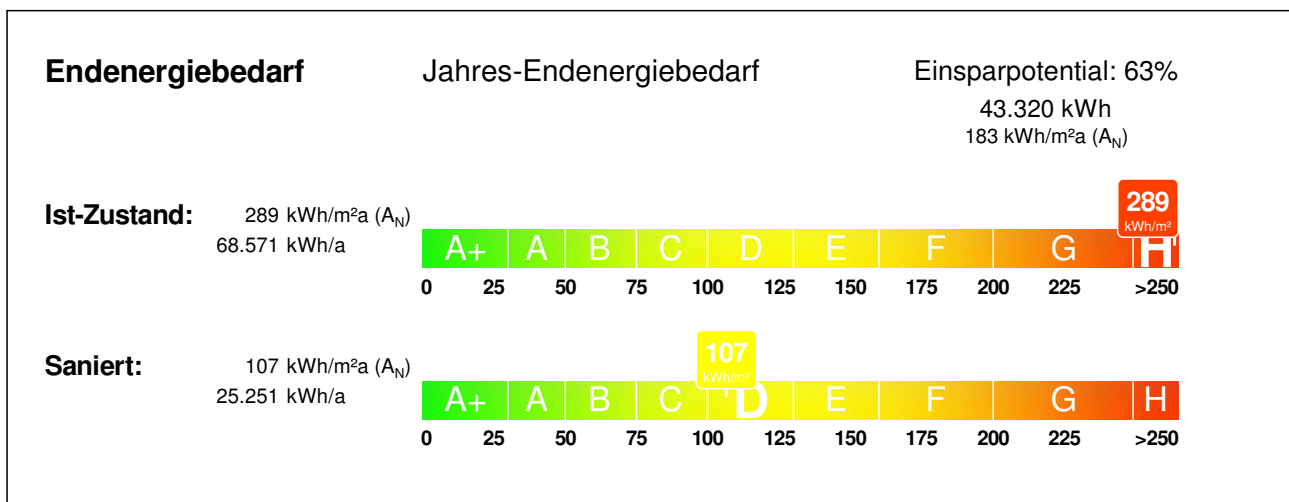 Endenergiebedarf
Jahres-Endenergiebedarf
Einsparpotential: 63%
43.320 kWh
183 kWh/m²a (AN)
Ist-Zustand:
289 kWh/m²a (AN)
68.571 kWh/a
289
kWh/m²
A+ A B C D E F G H
0 25 50 75 100 125 150 175 200 225 >250
Saniert:
107 kWh/m²a (AN)
25.251 kWh/a
107
kWh/m²
A+ A B C D E F G H
0 25 50 75 100 125 150 175 200 225 >250